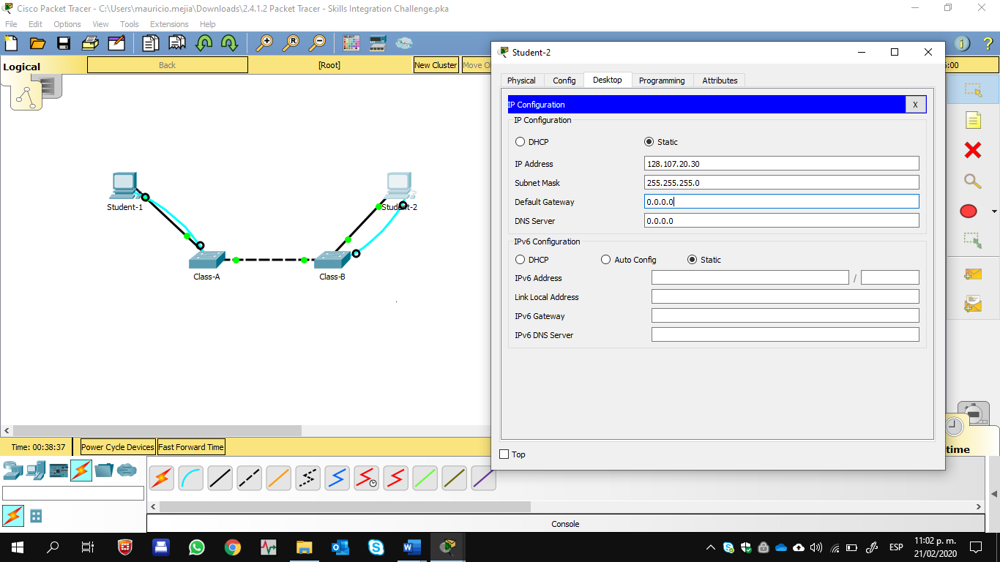 Cisco Packet Tracer - C:\Users\mauricio.mejia\Downloads\2.4.1.2 Packet Tracer - Skills Integration Challenge.pka
File Edit Options View Tools Extensions Help
Logical
Back
[Root]
New Cluster
Move O
5:00
Student-2
Physical Config Desktop Programming Attributes
IP Configuration
X
IP Configuration
DHCP Static
IP Address 128.107.20.30
Subnet Mask 255.255.255.0
Default Gateway 0.0.0.0
DNS Server 0.0.0.0
IPv6 Configuration
DHCP Auto Config Static
IPv6 Address /
Link Local Address
IPv6 Gateway
IPv6 DNS Server
Top
Student-1
Student-2
Class-A
Class-B
Time: 00:38:37 Power Cycle Devices Fast Forward Time
time
Console
ESP
11:02 p. m.
21/02/2020